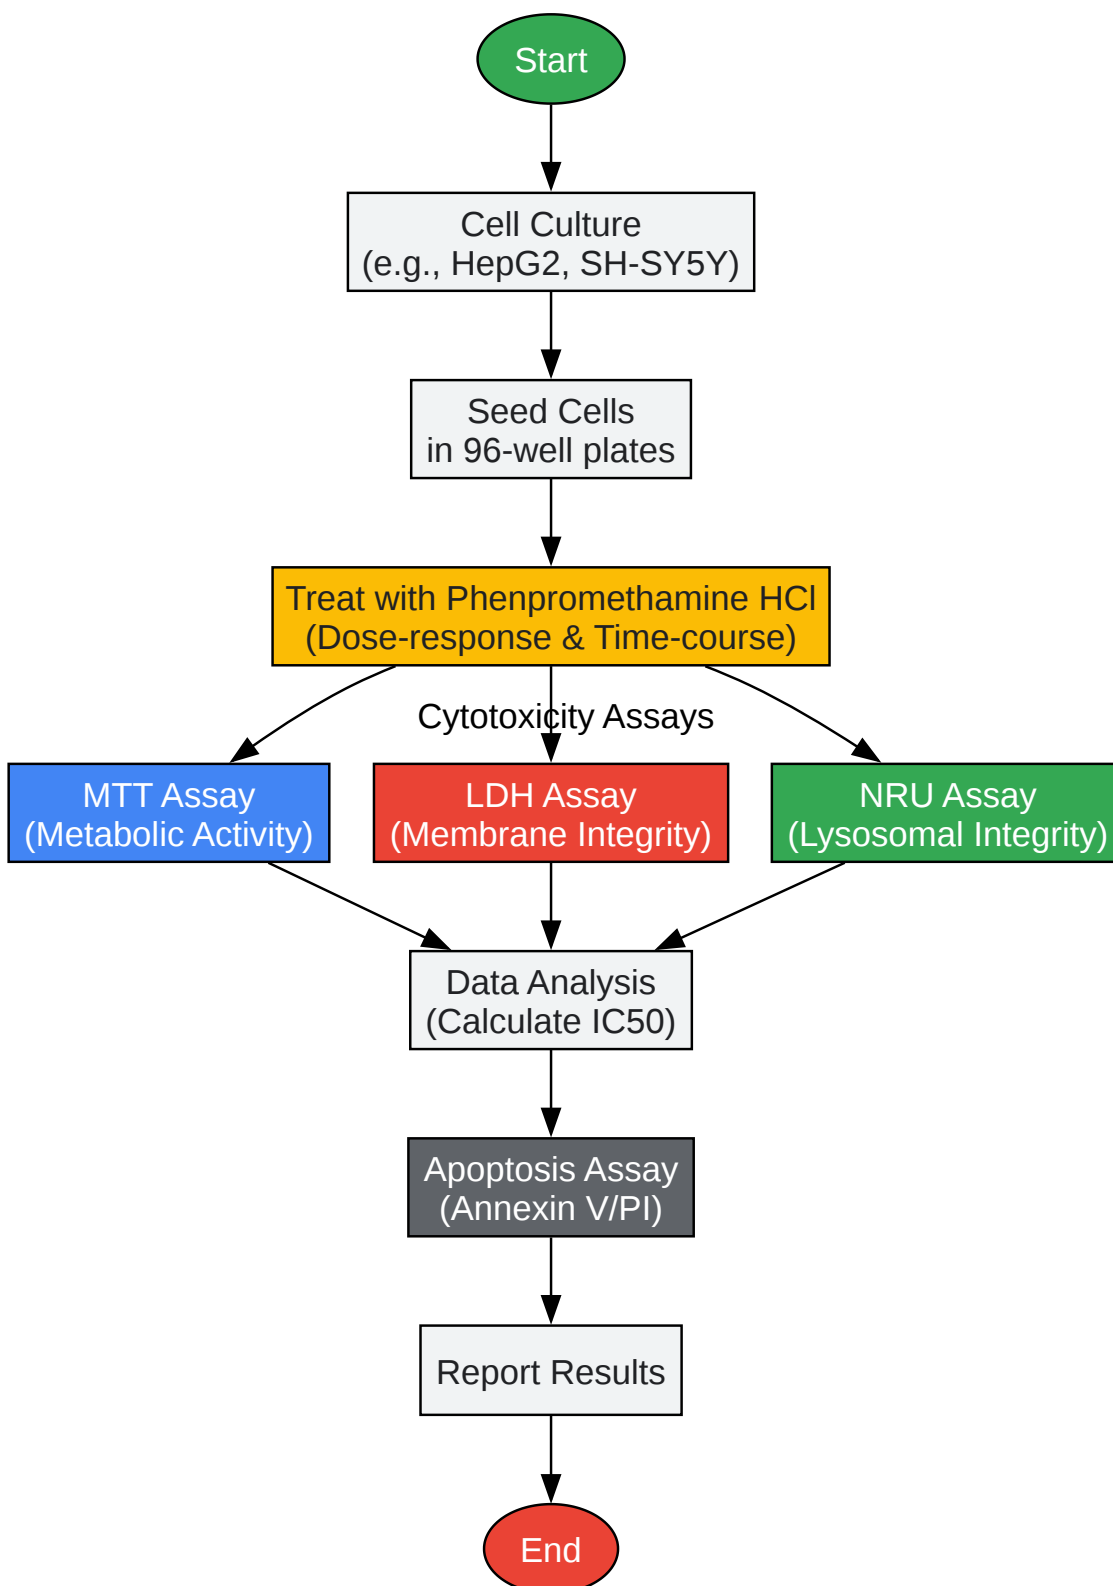 Start
Cell Culture
(e.g., HepG2, SH-SY5Y)
Seed Cells
in 96-well plates
Treat with Phenpromethamine HCl
(Dose-response & Time-course)
Cytotoxicity Assays
MTT Assay
(Metabolic Activity)
LDH Assay
(Membrane Integrity)
NRU Assay
(Lysosomal Integrity)
Data Analysis
(Calculate IC50)
Apoptosis Assay
(Annexin V/PI)
Report Results
End